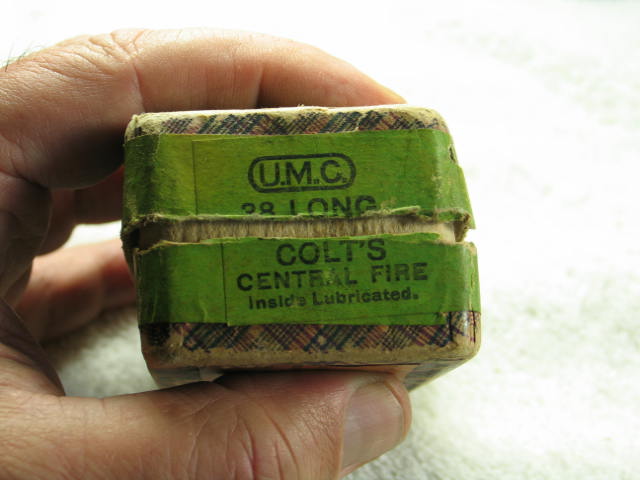 U.M.C.
38 LONG
COLT'S
CENTRAL FIRE
Inside Lubricated.